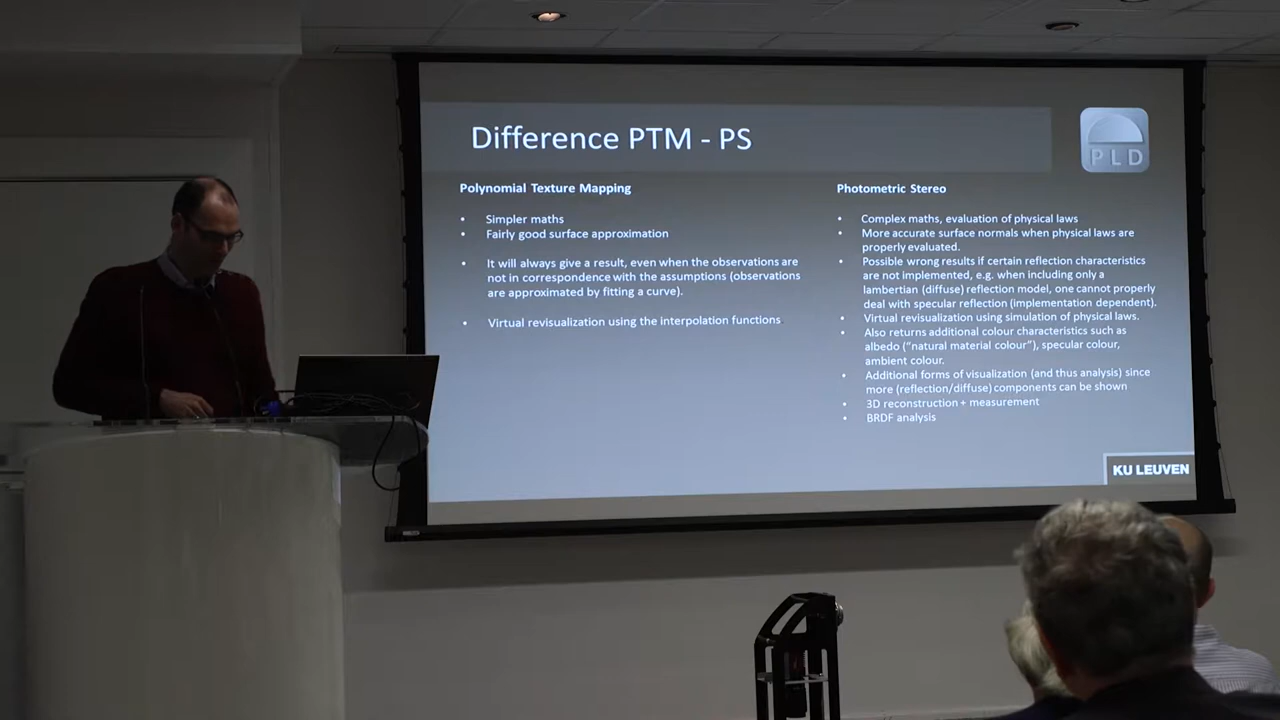 Difference PTM - PS
PLD
Polynomial Texture Mapping
• Simpler maths
• Fairly good surface approximation
• It will always give a result, even when the observations are
not in correspondence with the assumptions (observations
are approximated by fitting a curve).
• Virtual revisualization using the interpolation functions
Photometric Stereo
• Complex maths, evaluation of physical laws
• More accurate surface normals when physical laws are
properly evaluated.
• Possible wrong results if certain reflection characteristics
are not implemented, e.g. when including only a
lambertian (diffuse) reflection model, one cannot properly
deal with specular reflection (implementation dependent).
• Virtual revisualization using simulation of physical laws.
• Also returns additional colour characteristics such as
albedo (“natural material colour”), specular colour,
ambient colour.
• Additional forms of visualization (and thus analysis) since
more (reflection/diffuse) components can be shown
• 3D reconstruction + measurement
• BRDF analysis
KU LEUVEN